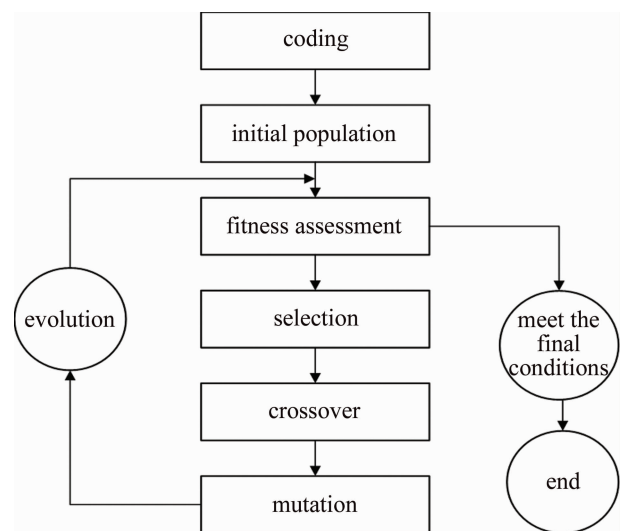 coding
initial population
fitness assessment
evolution
selection
meet the
final
conditions
crossover
mutation
end